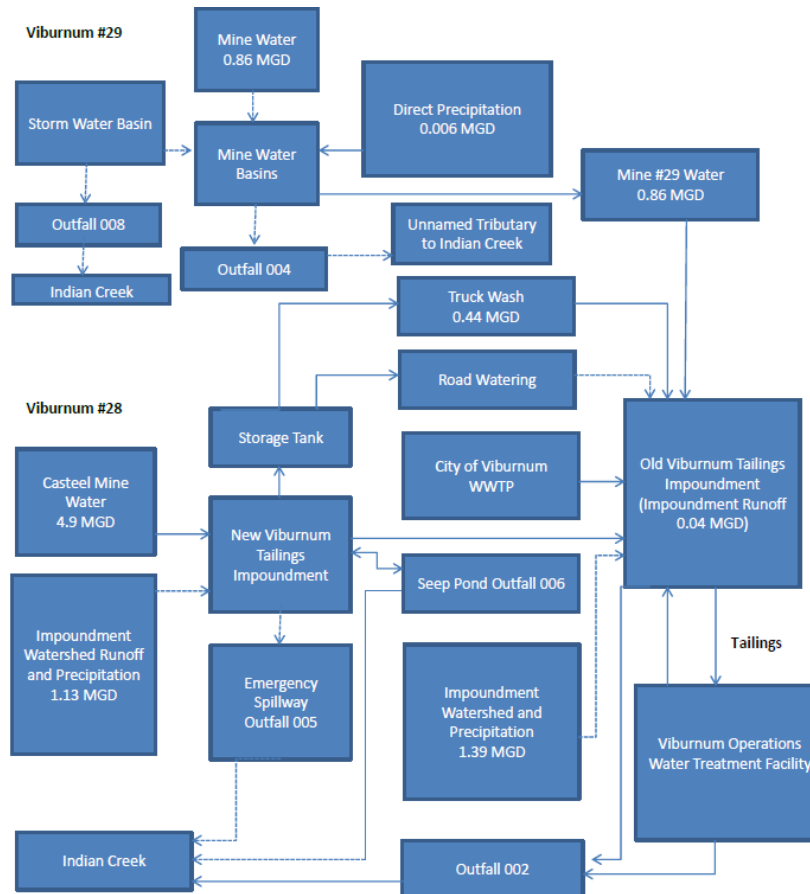 Viburnum #29
Mine Water
0.86 MGD
Storm Water Basin
Direct Precipitation
0.006 MGD
Mine Water
Basins
Mine #29 Water
0.86 MGD
Outfall 008
Unnamed Tributary
to Indian Creek
Outfall 004
Indian Creek
Truck Wash
0.44 MGD
Road Watering
Viburnum #28
Storage Tank
City of Viburnum
WWTP
Old Viburnum Tailings
Impoundment
(Impoundment Runoff
0.04 MGD)
Casteel Mine
Water
4.9 MGD
New Viburnum
Tailings
Impoundment
Seep Pond Outfall 006
Impoundment
Watershed Runoff
and Precipitation
1.13 MGD
Emergency
Spillway
Outfall 005
Impoundment
Watershed and
Precipitation
1.39 MGD
Tailings
Viburnum Operations
Water Treatment Facility
Indian Creek
Outfall 002